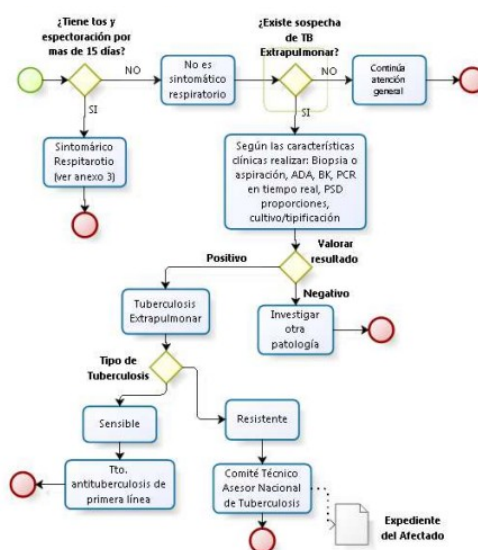 ¿Tiene tos y
espectoración por
mas de 15 días?
¿Existe sospecha
de TB
Extrapulmonar?
NO
No es
sintomático
respiratorio
NO
Continúa
atención
general
SI
SI
Sintomárico
Respitarotio
(ver anexo 3)
Según las características
clínicas realizar: Biopsia o
aspiración, ADA, BK, PCR
en tiempo real, PSD
proporciones,
cultivo/tipificación
Positivo
Valorar
resultado
Negativo
Tuberculosis
Extrapulmonar
Investigar
otra
patología
Tipo de
Tuberculosis
Sensible
Resistente
Tto.
antituberculosis de
primera línea
Comité Técnico
Asesor Nacional
de Tuberculosis
Expediente
del Afectado